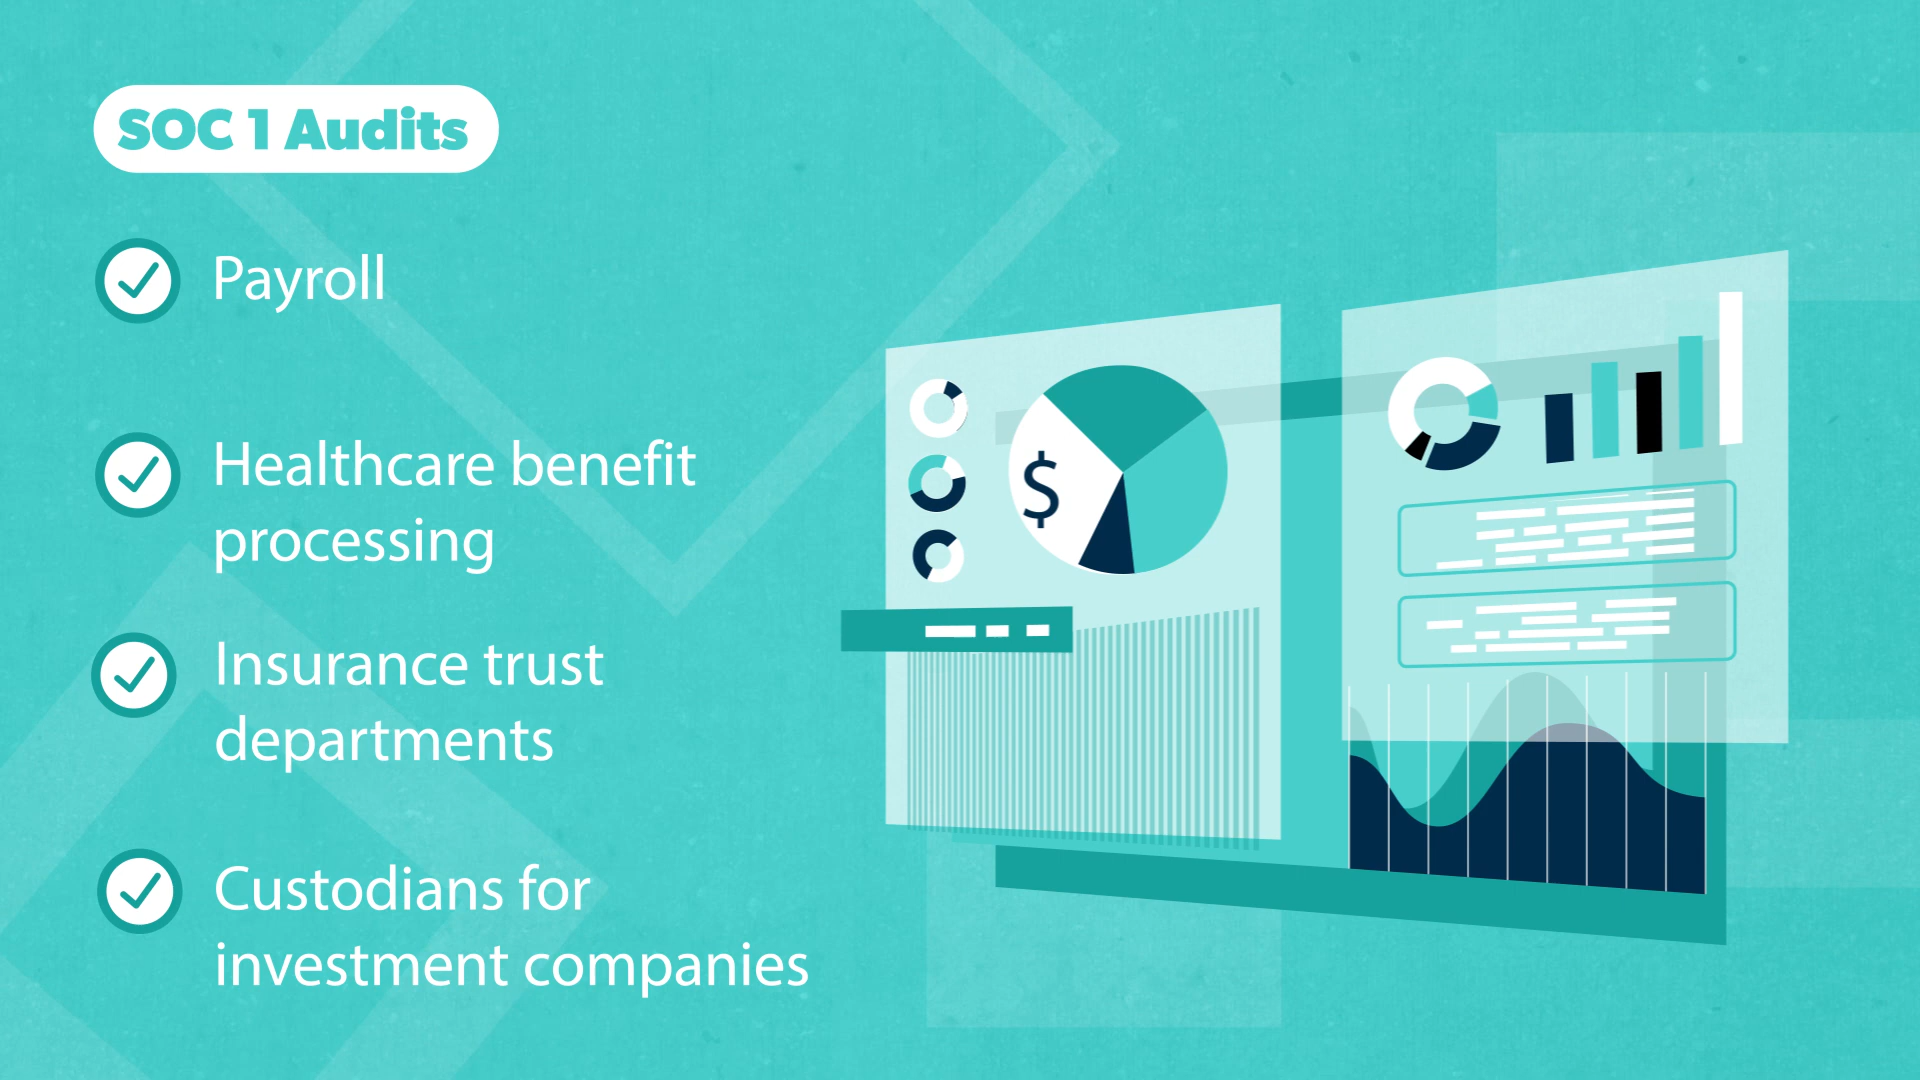 SOC 1 Audits
Payroll
Healthcare benefit
processing
Insurance trust
departments
Custodians for
investment companies
$